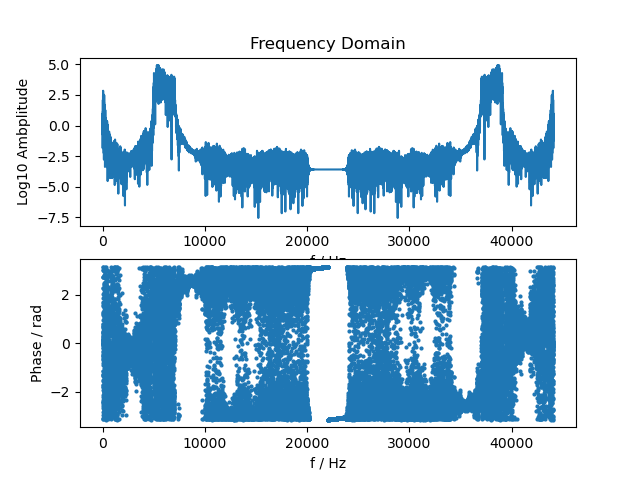 Frequency Domain
Log10 Ambplitude
5.0
2.5
0.0
−2.5
−5.0
−7.5
0 10000 20000 30000 40000
f / Hz
Phase / rad
2
0
−2
0 10000 20000 30000 40000
f / Hz